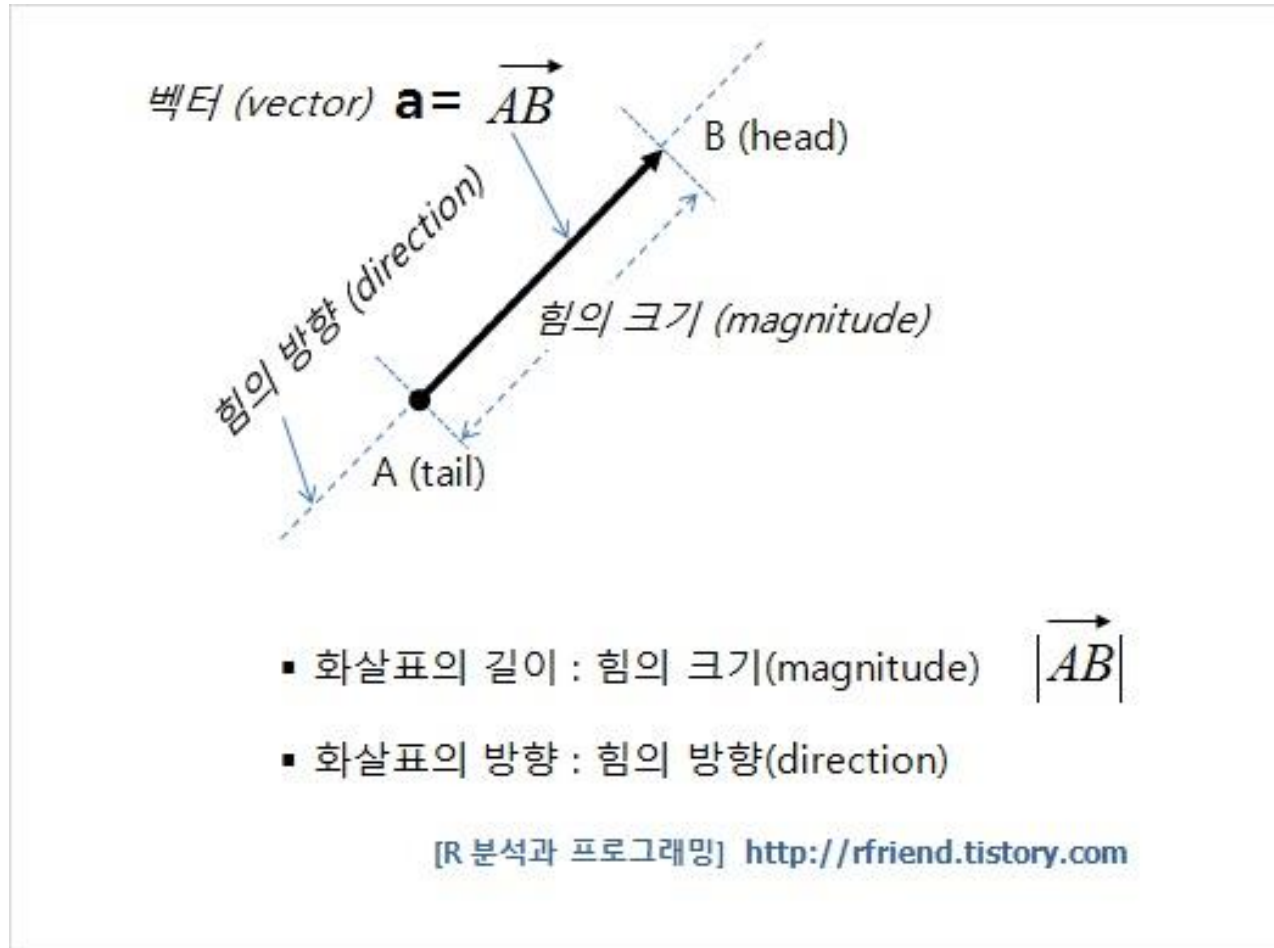 벡터 (vector) a= AB
B (head)
힘의 방향 (direction)
힘의 크기 (magnitude)
A (tail)
▪ 화살표의 길이 : 힘의 크기(magnitude) |AB|
▪ 화살표의 방향 : 힘의 방향(direction)
[R 분석과 프로그래밍] http://rfriend.tistory.com